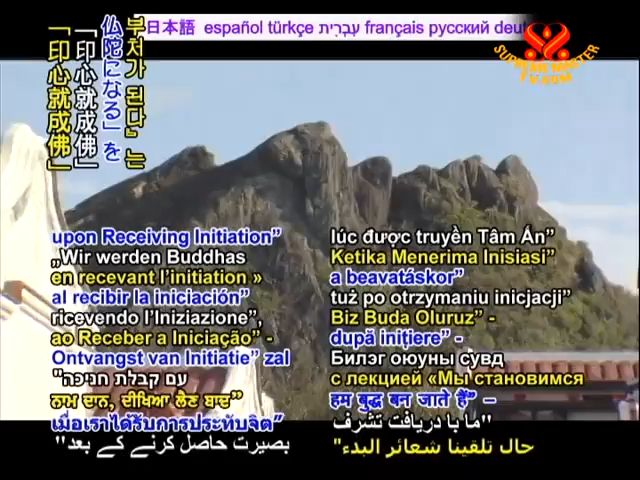 日本語 español türkçe עִבְרִית français русский deut
SUPREME MASTER
TV.COM
부처가 된다』는
仏陀になる」を
「印心就成佛」
「印心就成佛」
upon Receiving Initiation”
„Wir werden Buddhas
en recevant l’initiation »
al recibir la iniciación”
ricevendo l’Iniziazione”,
ao Receber a Iniciação” -
Ontvangst van Initiatie” zal
עם קבלת חניכה"
ਨਾਮ ਦਾਨ, ਦੀਖਿਆ ਲੈਣ ਬਾਦ”
เมื่อเราได้รับการประทับจิต”
بصیرت حاصل کرنے کے بعد"
lúc được truyền Tâm Ấn”
Ketika Menerima Inisiasi”
a beavatáskor”
tuż po otrzymaniu inicjacji”
Biz Buda Oluruz” -
după inițiere” -
Билэг оюуны сувд
с лекцией «Мы становимся
हम बुद्ध बन जाते हैं” –
"ما با دریافت تشرف
حال تلقينا شعائر البدء"